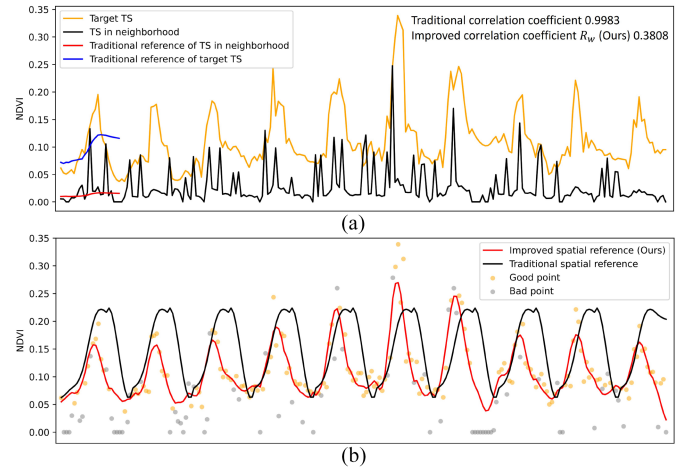 Target TS
TS in neighborhood
Traditional reference of TS in neighborhood
Traditional reference of target TS
Traditional correlation coefficient 0.9983
Improved correlation coefficient R_w (Ours) 0.3808
0.35
0.30
0.25
0.20
0.15
0.10
0.05
0.00
NDVI
(a)
Improved spatial reference (Ours)
Traditional spatial reference
Good point
Bad point
0.35
0.30
0.25
0.20
0.15
0.10
0.05
0.00
NDVI
(b)